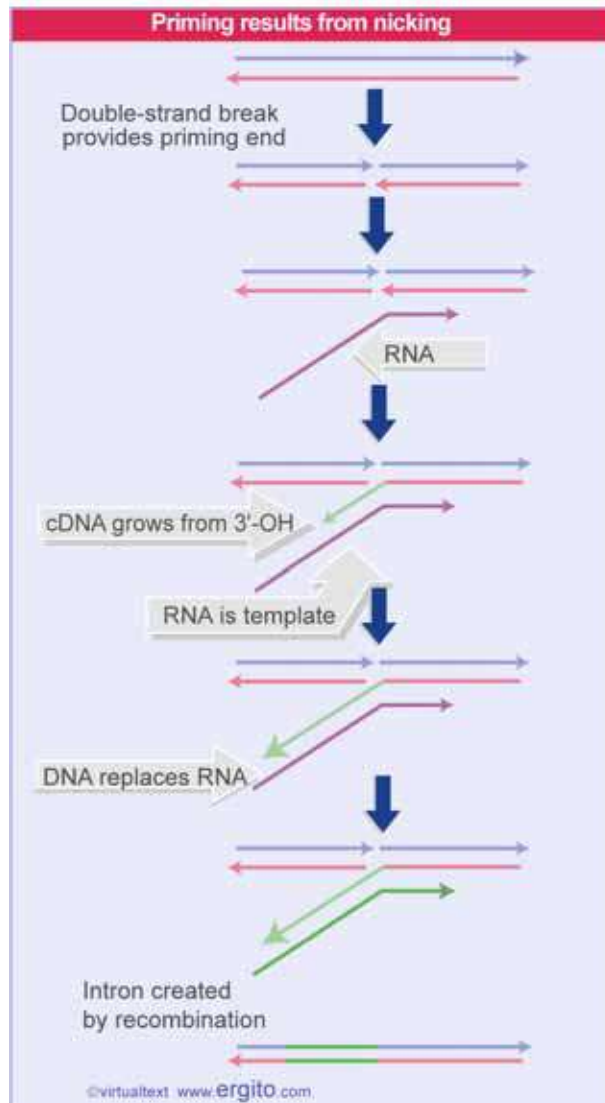 Priming results from nicking
Double-strand break
provides priming end
RNA
cDNA grows from 3'-OH
RNA is template
DNA replaces RNA
Intron created
by recombination
©virtualtext www.ergito.com